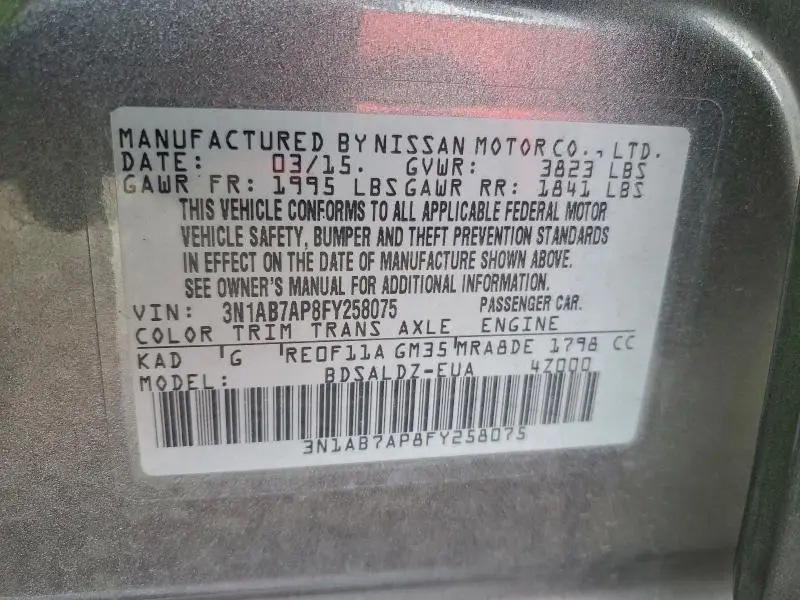 MANUFACTURED BY NISSAN MOTOR CO., LTD.
DATE: 03/15. GVWR: 3823 LBS
GAWR FR: 1995 LBS GAWR RR: 1841 LBS
THIS VEHICLE CONFORMS TO ALL APPLICABLE FEDERAL MOTOR
VEHICLE SAFETY, BUMPER AND THEFT PREVENTION STANDARDS
IN EFFECT ON THE DATE OF MANUFACTURE SHOWN ABOVE.
SEE OWNER'S MANUAL FOR ADDITIONAL INFORMATION.
VIN: 3N1AB7AP8FY258075 PASSENGER CAR.
COLOR TRIM TRANS AXLE ENGINE
KAD G RE0F11A GM35 MRA8DE 1798 CC
MODEL: BDSALDZ-EUA 4Z000
3N1AB7AP8FY258075